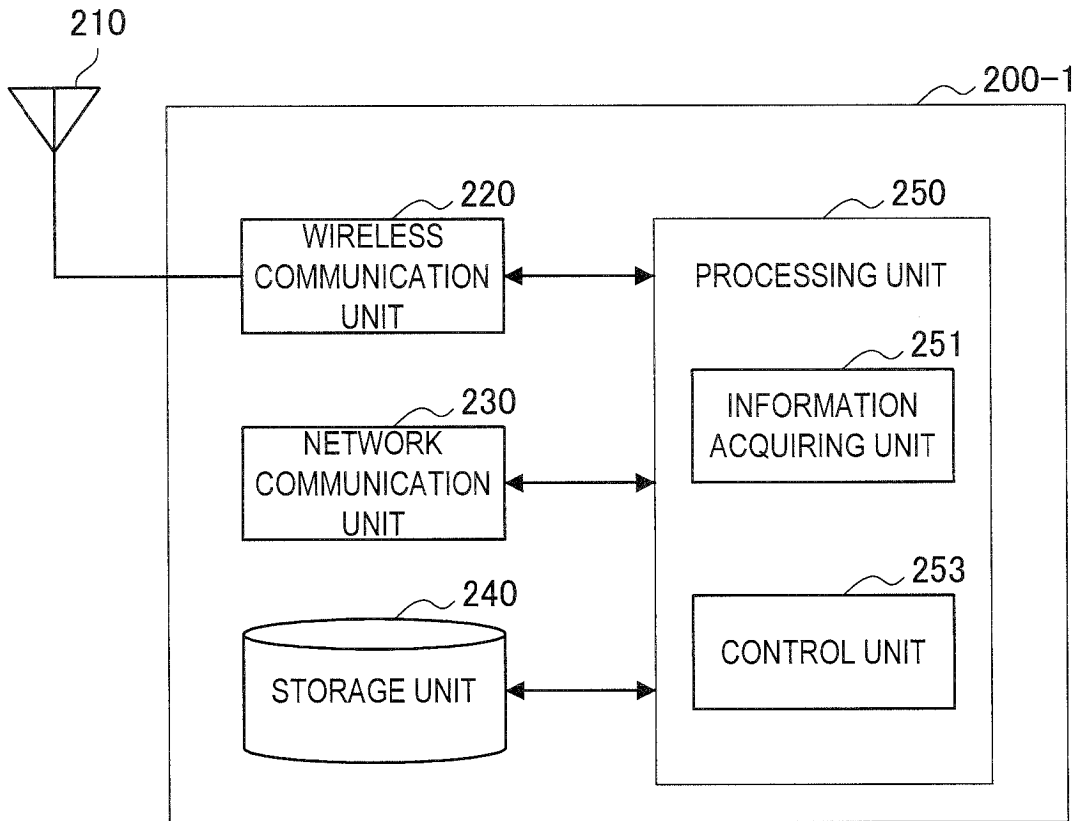 210
200-1
220
WIRELESS
COMMUNICATION
UNIT
250
PROCESSING UNIT
251
INFORMATION
ACQUIRING UNIT
230
NETWORK
COMMUNICATION
UNIT
240
STORAGE UNIT
253
CONTROL UNIT